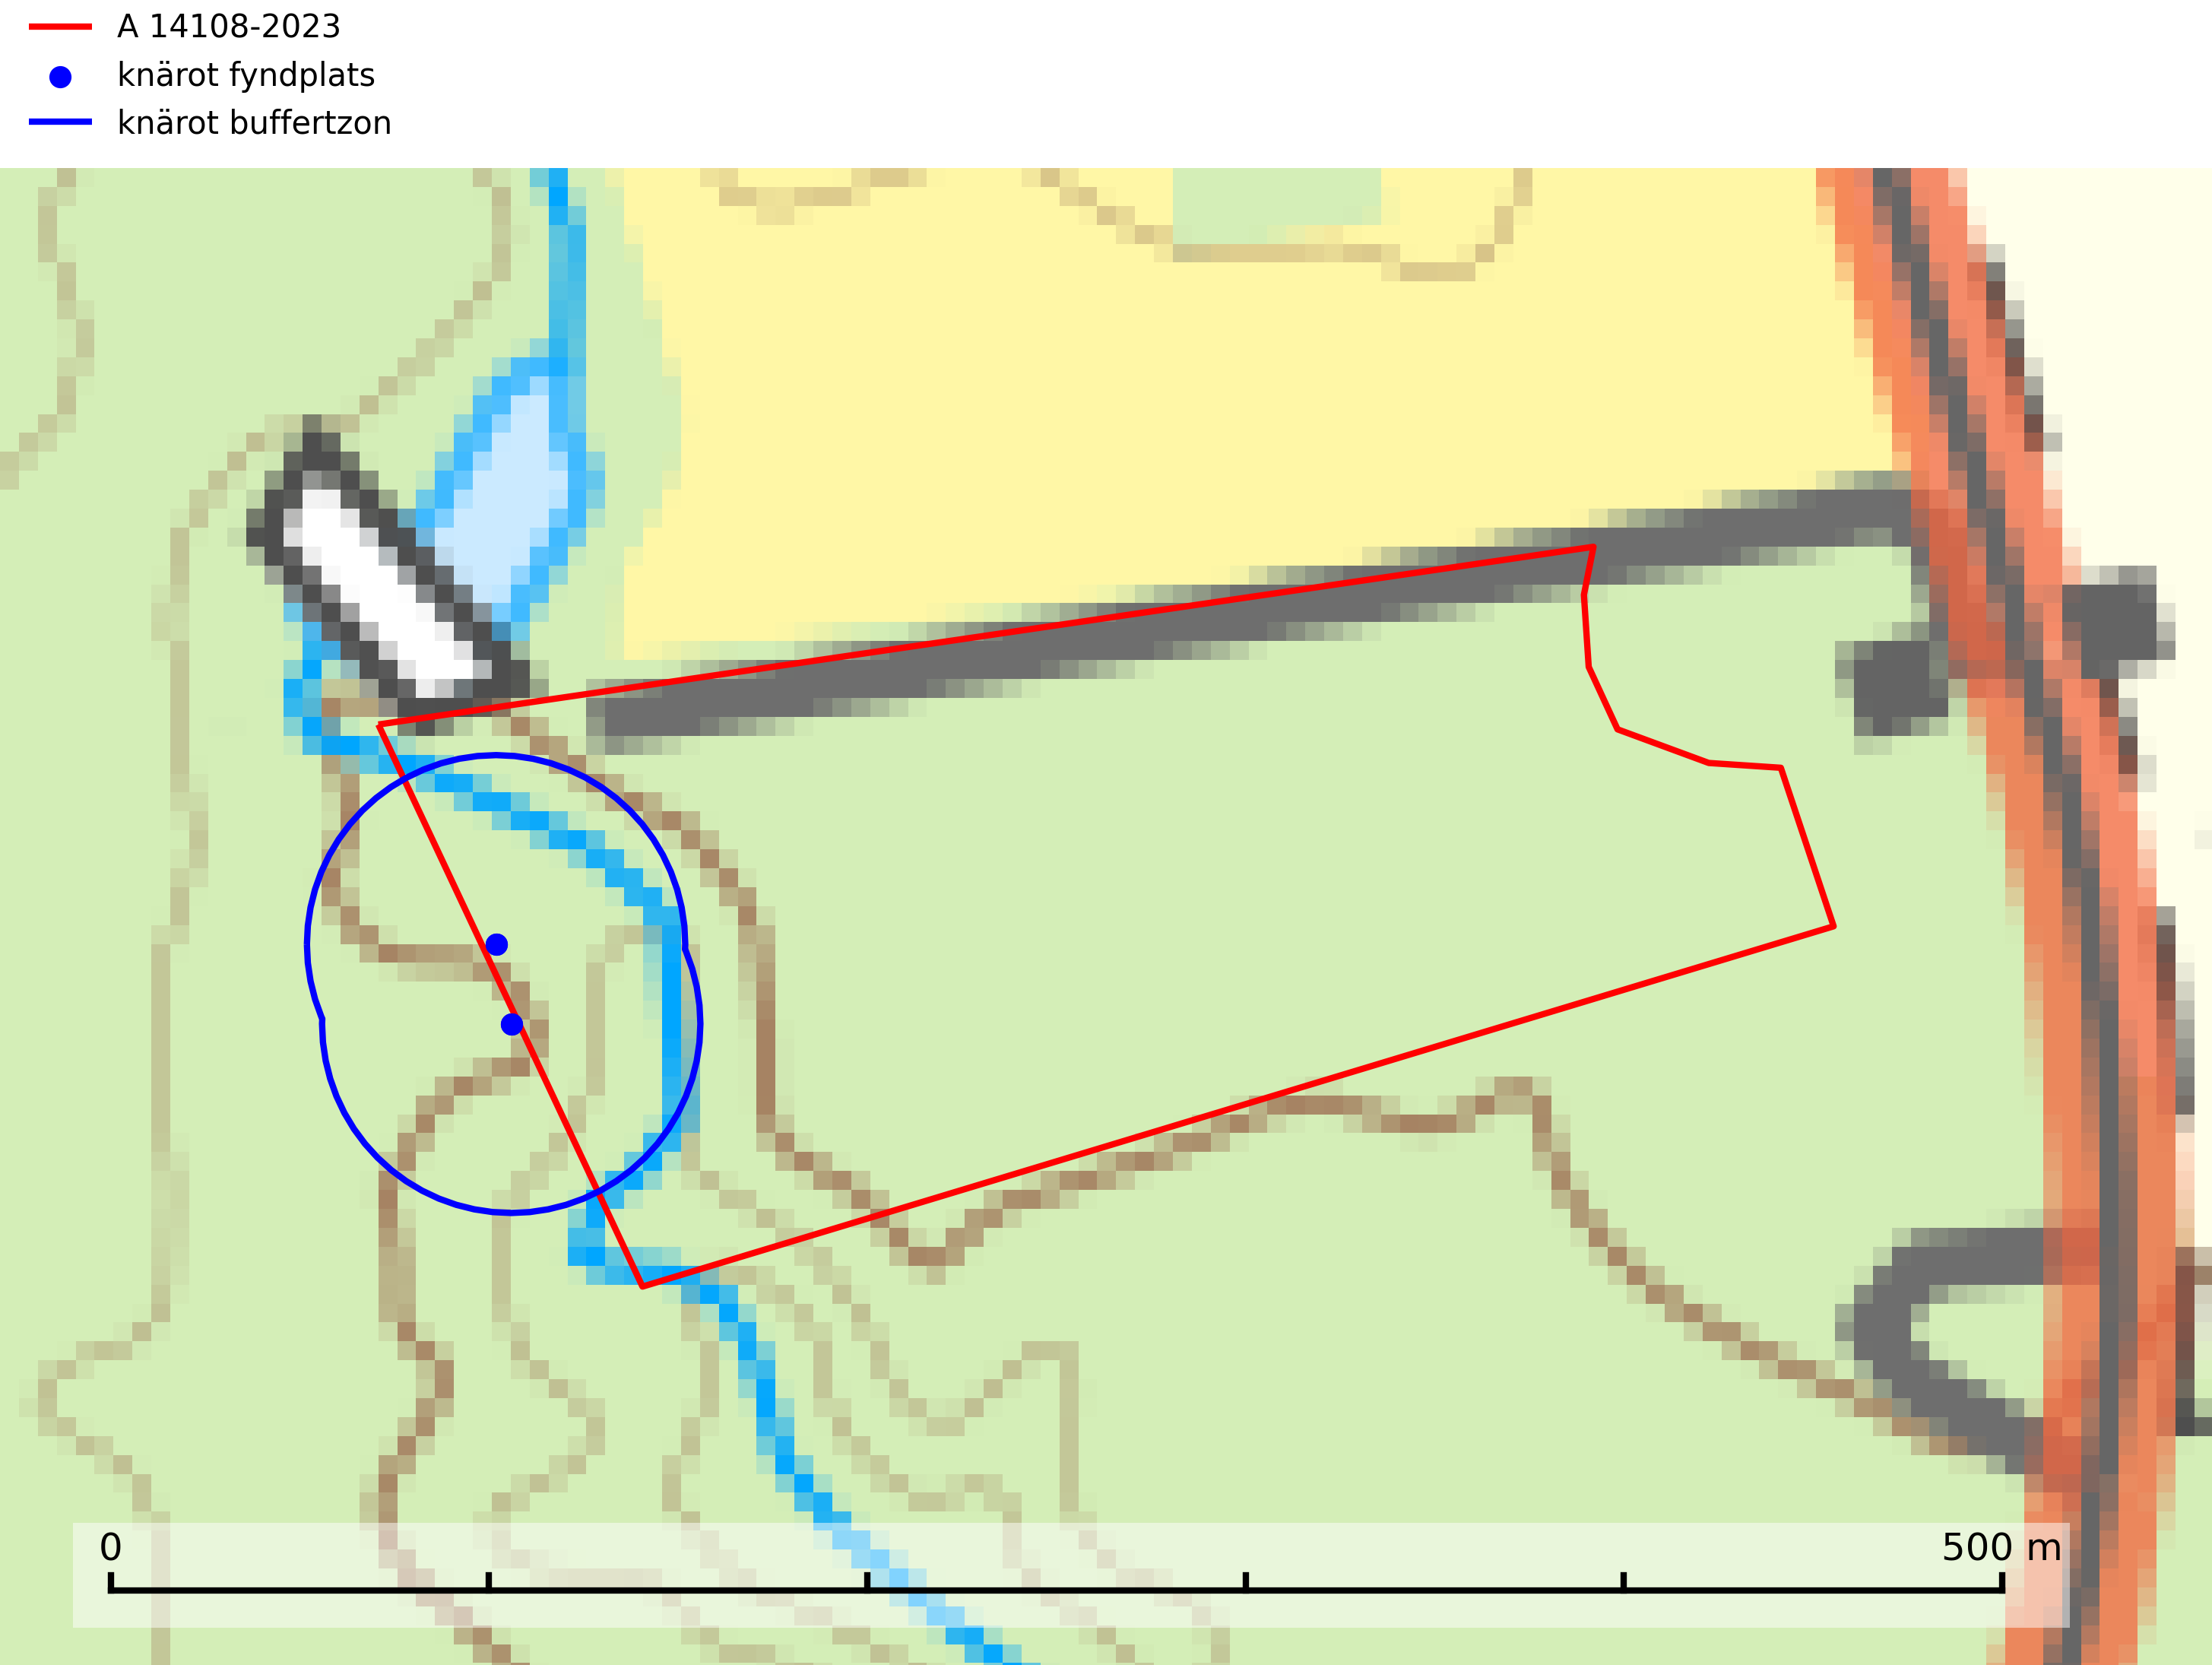 A 14108-2023
knärot fyndplats
knärot buffertzon
0
500 m